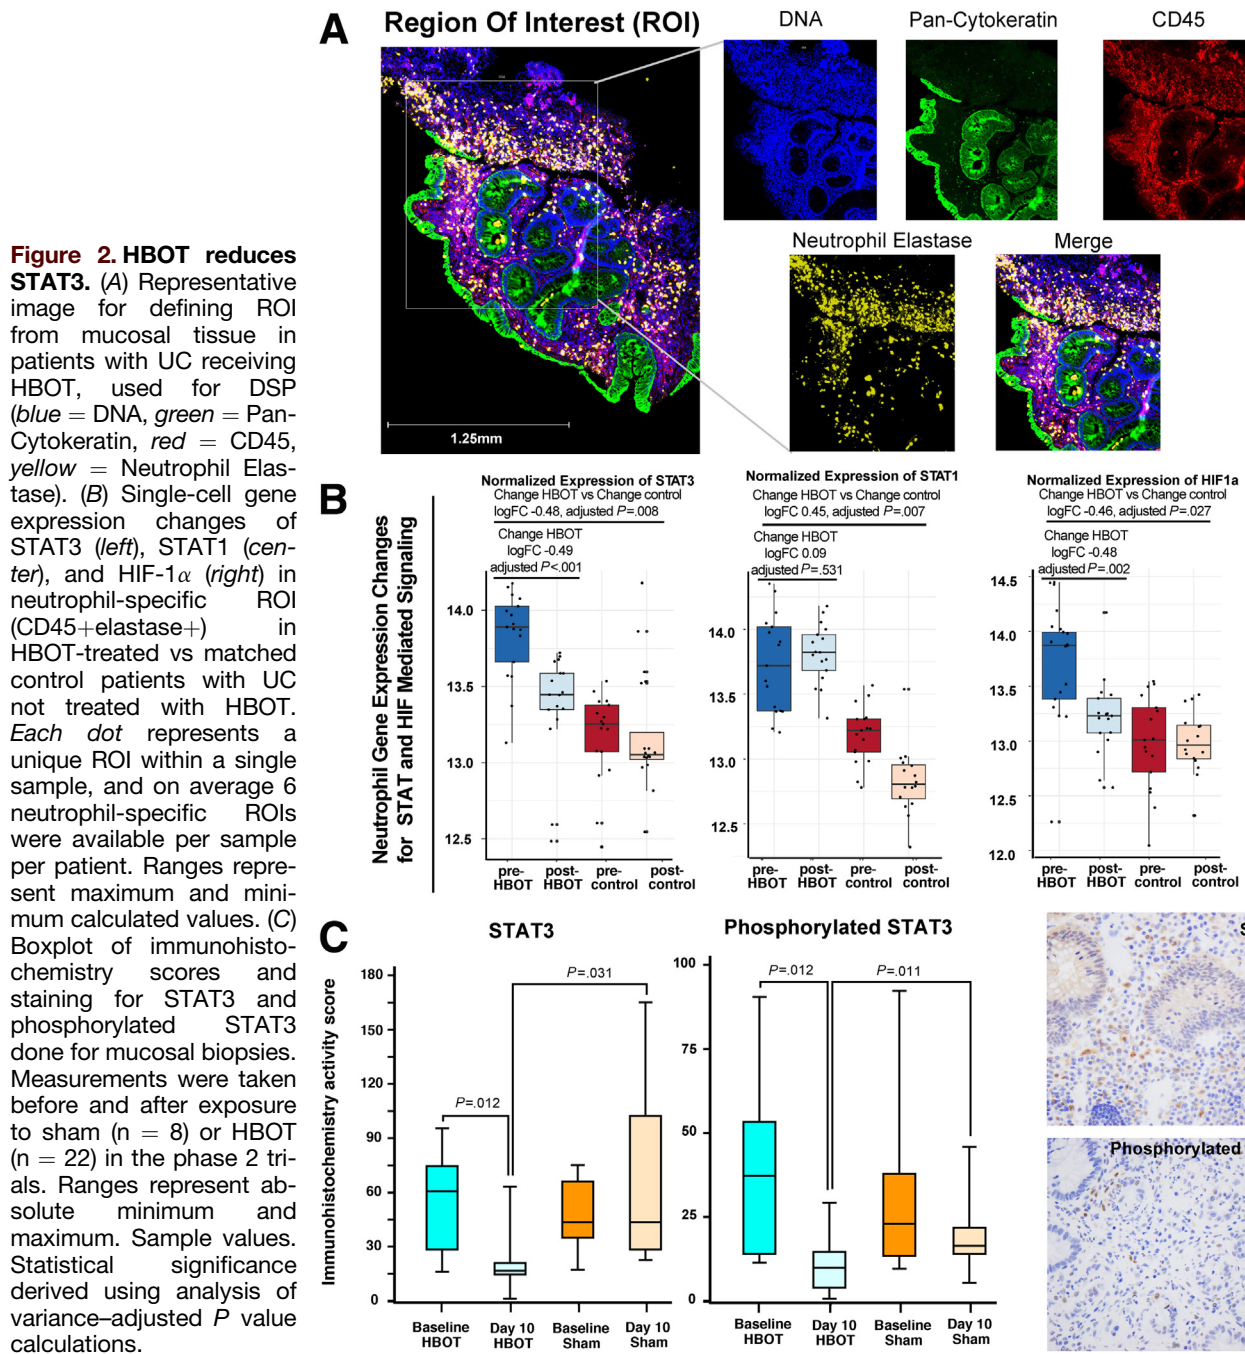 Figure 2. HBOT reduces
STAT3. (A) Representative
image for defining ROI
from mucosal tissue in
patients with UC receiving
HBOT, used for DSP
(blue = DNA, green = Pan-
Cytokeratin, red = CD45,
yellow = Neutrophil Elas-
tase). (B) Single-cell gene
expression changes of
STAT3 (left), STAT1 (cen-
ter), and HIF-1α (right) in
neutrophil-specific ROI
(CD45+elastase+) in
HBOT-treated vs matched
control patients with UC
not treated with HBOT.
Each dot represents a
unique ROI within a single
sample, and on average 6
neutrophil-specific ROIs
were available per sample
per patient. Ranges repre-
sent maximum and mini-
mum calculated values. (C)
Boxplot of immunohisto-
chemistry scores and
staining for STAT3 and
phosphorylated STAT3
done for mucosal biopsies.
Measurements were taken
before and after exposure
to sham (n = 8) or HBOT
(n = 22) in the phase 2 tri-
als. Ranges represent ab-
solute minimum and
maximum. Sample values.
Statistical significance
derived using analysis of
variance–adjusted P value
calculations.
A
Region Of Interest (ROI)
1.25mm
DNA
Pan-Cytokeratin
CD45
Neutrophil Elastase
Merge
B
Neutrophil Gene Expression Changes
for STAT and HIF Mediated Signaling
Normalized Expression of STAT3
Change HBOT vs Change control
logFC -0.48, adjusted P=.008
Change HBOT
logFC -0.49
adjusted P<.001
14.0
13.5
13.0
12.5
pre-HBOT
post-HBOT
pre-control
post-control
Normalized Expression of STAT1
Change HBOT vs Change control
logFC 0.45, adjusted P=.007
Change HBOT
logFC 0.09
adjusted P=.531
14.0
13.5
13.0
12.5
pre-HBOT
post-HBOT
pre-control
post-control
Normalized Expression of HIF1a
Change HBOT vs Change control
logFC -0.46, adjusted P=.027
Change HBOT
logFC -0.48
adjusted P=.002
14.5
14.0
13.5
13.0
12.5
12.0
pre-HBOT
post-HBOT
pre-control
post-control
C
Immunohistochemistry activity score
STAT3
180
150
120
90
60
30
0
P=.012
P=.031
Baseline HBOT
Day 10 HBOT
Baseline Sham
Day 10 Sham
Phosphorylated STAT3
100
75
50
25
0
P=.012
P=.011
Baseline HBOT
Day 10 HBOT
Baseline Sham
Day 10 Sham
S
Phosphorylated